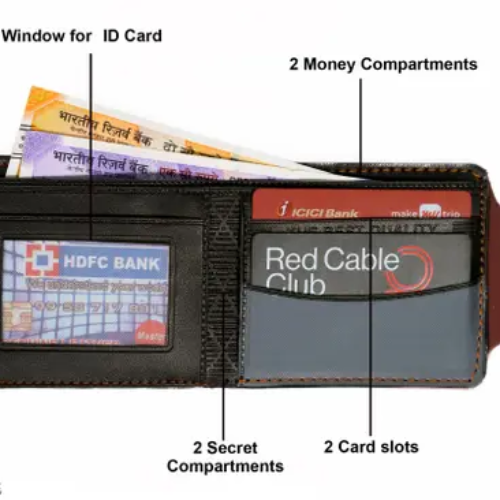 Window for ID Card
2 Money Compartments
भारतीय रिज़र्व बैंक
भारतीय रिज़र्व बैंक
ICICI Bank
make my trip
HDFC BANK
Red Cable
Club
2 Secret
Compartments
2 Card slots